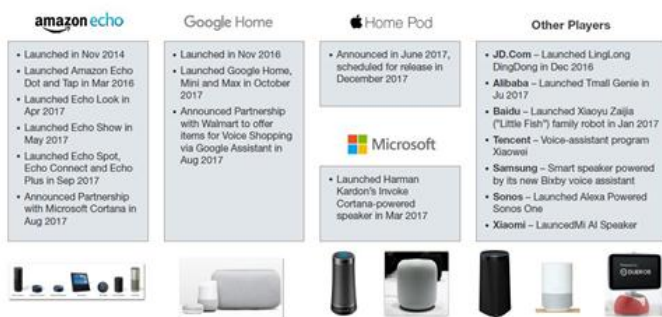 amazon echo
• Launched in Nov 2014
• Launched Amazon Echo
Dot and Tap in Mar 2016
• Launched Echo Look in
Apr 2017
• Launched Echo Show in
May 2017
• Launched Echo Spot,
Echo Connect and Echo
Plus in Sep 2017
• Announced Partnership
with Microsoft Cortana in
Aug 2017
Google Home
• Launched in Nov 2016
• Launched Google Home,
Mini and Max in October
2017
• Announced Partnership
with Walmart to offer
items for Voice Shopping
via Google Assistant in
Aug 2017
Home Pod
• Announced in June 2017,
scheduled for release in
December 2017
Microsoft
• Launched Harman
Kardon's Invoke
Cortana-powered
speaker in Mar 2017
Other Players
• JD.Com – Launched LingLong
DingDong in Dec 2016
• Alibaba – Launched Tmall Genie in
Ju 2017
• Baidu – Launched Xiaoyu Zaijia
("Little Fish") family robot in Jan 2017
• Tencent – Voice-assistant program
Xiaowei
• Samsung – Smart speaker powered
by its new Bixby voice assistant
• Sonos – Launched Alexa Powered
Sonos One
• Xiaomi – LauncedMi AI Speaker
DUEROS